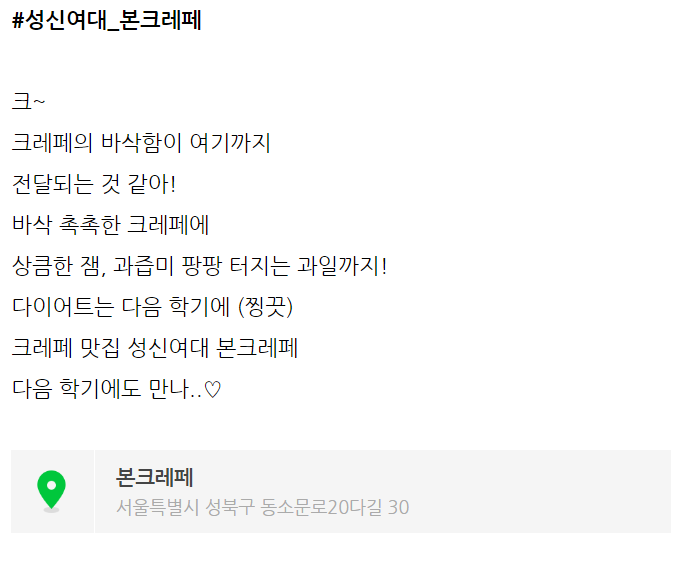 #성신여대_본크레페
크~
크레페의 바삭함이 여기까지
전달되는 것 같아!
바삭 촉촉한 크레페에
상큼한 잼, 과즙미 팡팡 터지는 과일까지!
다이어트는 다음 학기에 (찡끗)
크레페 맛집 성신여대 본크레페
다음 학기에도 만나..♡
본크레페
서울특별시 성북구 동소문로20다길 30